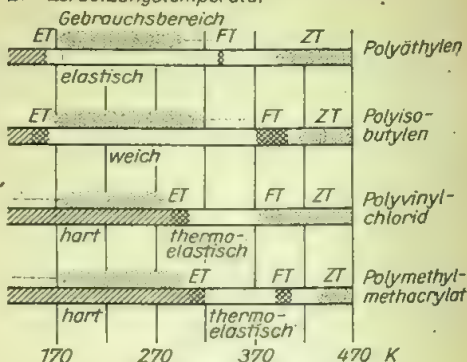 Zersetzungstemperatur
Gebrauchsbereich
ET FT ZT
Polyäthylen
elastisch
ET FT ZT
Polyiso-
butylen
weich
ET FT ZT
Polyvinyl-
chlorid
hart thermo-
elastisch
ET FT ZT
Polymethyl-
methacrylat
hart thermo-
elastisch
170 270 370 470 K